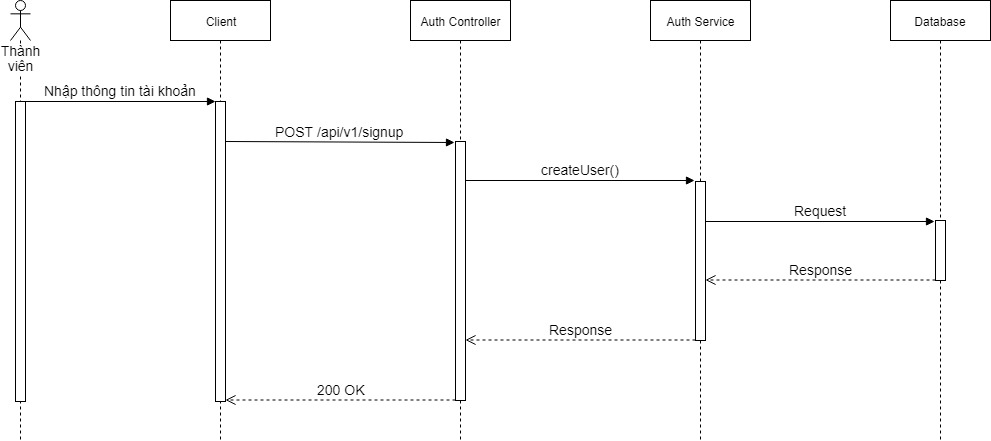 Client
Auth Controller
Auth Service
Database
Thành
viên
Nhập thông tin tài khoản
POST /api/v1/signup
createUser()
Request
Response
Response
200 OK